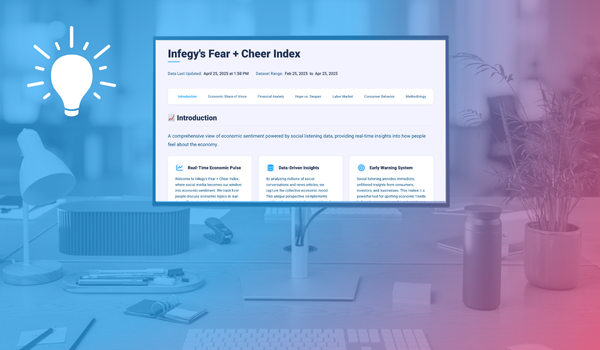 Infegy's Fear + Cheer Index
Data Last Updated: April 25, 2025 at 1:58 PM Dataset Range: Feb 25, 2025 to Apr 25, 2025
Introduction Economic Share of Voice Financial Anxiety Hope vs. Despair Labor Market Consumer Behavior Methodology
Introduction
A comprehensive view of economic sentiment powered by social listening data, providing real-time insights into how people
feel about the economy.
Real-Time Economic Pulse Data-Driven Insights Early Warning System
Welcome to Infegy's Fear + Cheer Index, By analyzing millions of social Social listening provides immediate,
where social media becomes our window conversations and news articles, we unfiltered insights from consumers,
into economic sentiment. We track how capture the collective economic mood. investors and businesses. This makes it a
people discuss economic topics in real- This unique perspective complements powerful tool for spotting economic trends